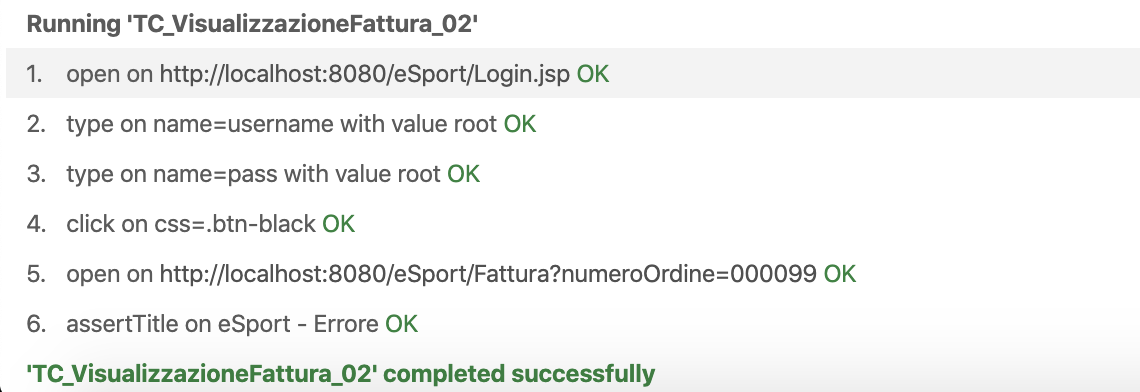 Running 'TC_VisualizzazioneFattura_02'
1. open on http://localhost:8080/eSport/Login.jsp OK
2. type on name=username with value root OK
3. type on name=pass with value root OK
4. click on css=.btn-black OK
5. open on http://localhost:8080/eSport/Fattura?numeroOrdine=000099 OK
6. assertTitle on eSport - Errore OK
'TC_VisualizzazioneFattura_02' completed successfully